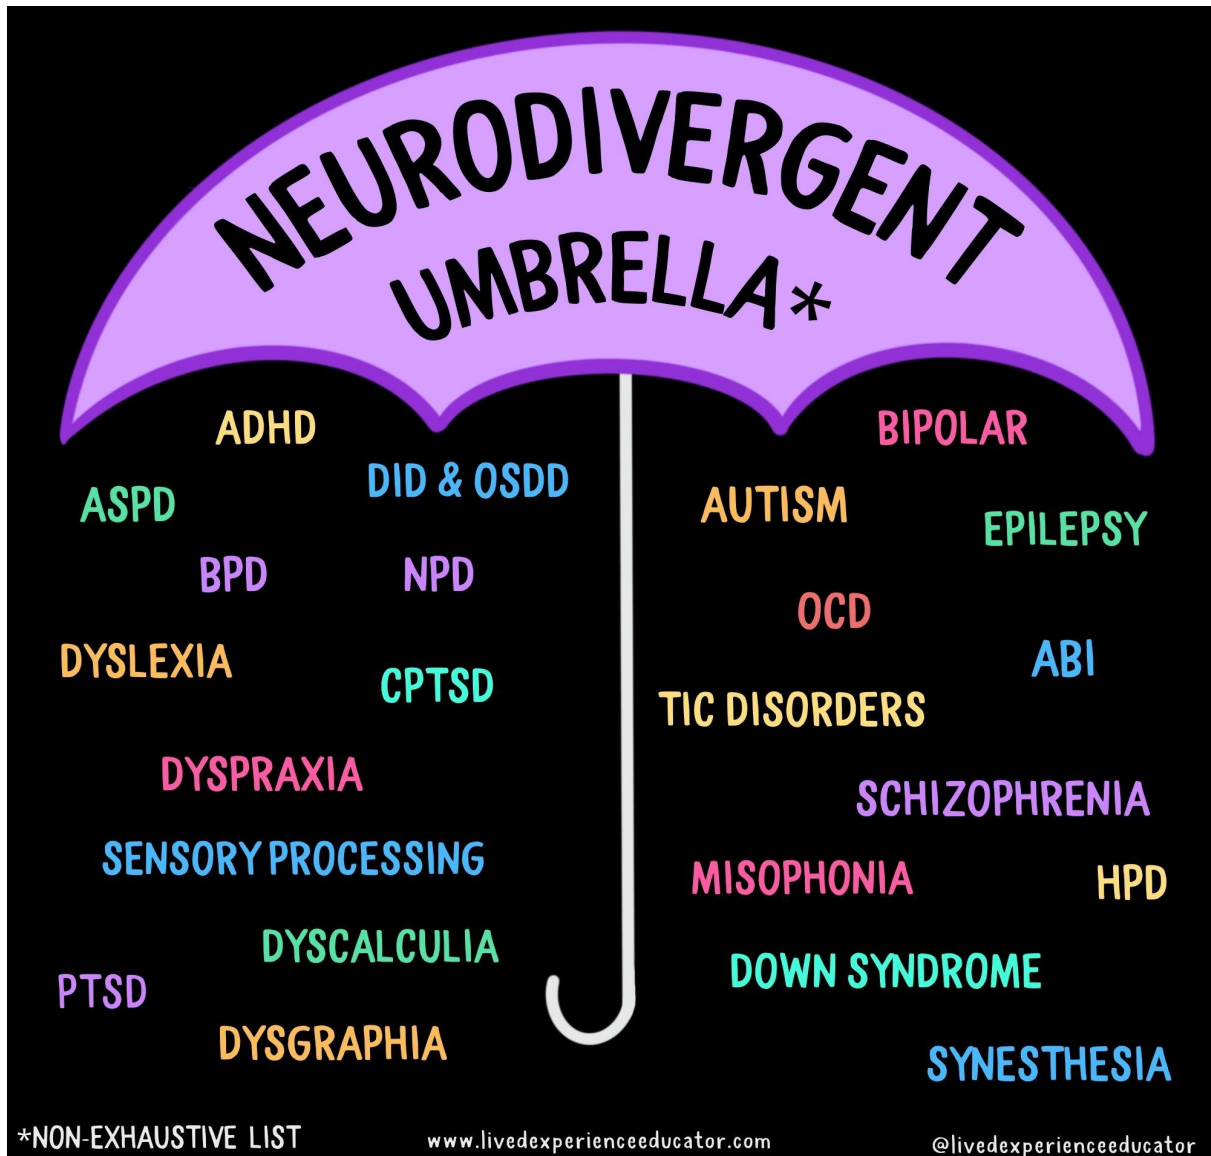 NEURODIVERGENT
UMBRELLA*
ADHD
DID & OSDD
ASPD
BPD
NPD
DYSLEXIA
CPTSD
DYSPRAXIA
SENSORY PROCESSING
DYSCALCULIA
PTSD
DYSGRAPHIA
BIPOLAR
AUTISM
EPILEPSY
OCD
ABI
TIC DISORDERS
SCHIZOPHRENIA
MISOPHONIA
HPD
DOWN SYNDROME
SYNESTHESIA
*NON-EXHAUSTIVE LIST
www.livedexperienceeducator.com
@livedexperienceeducator